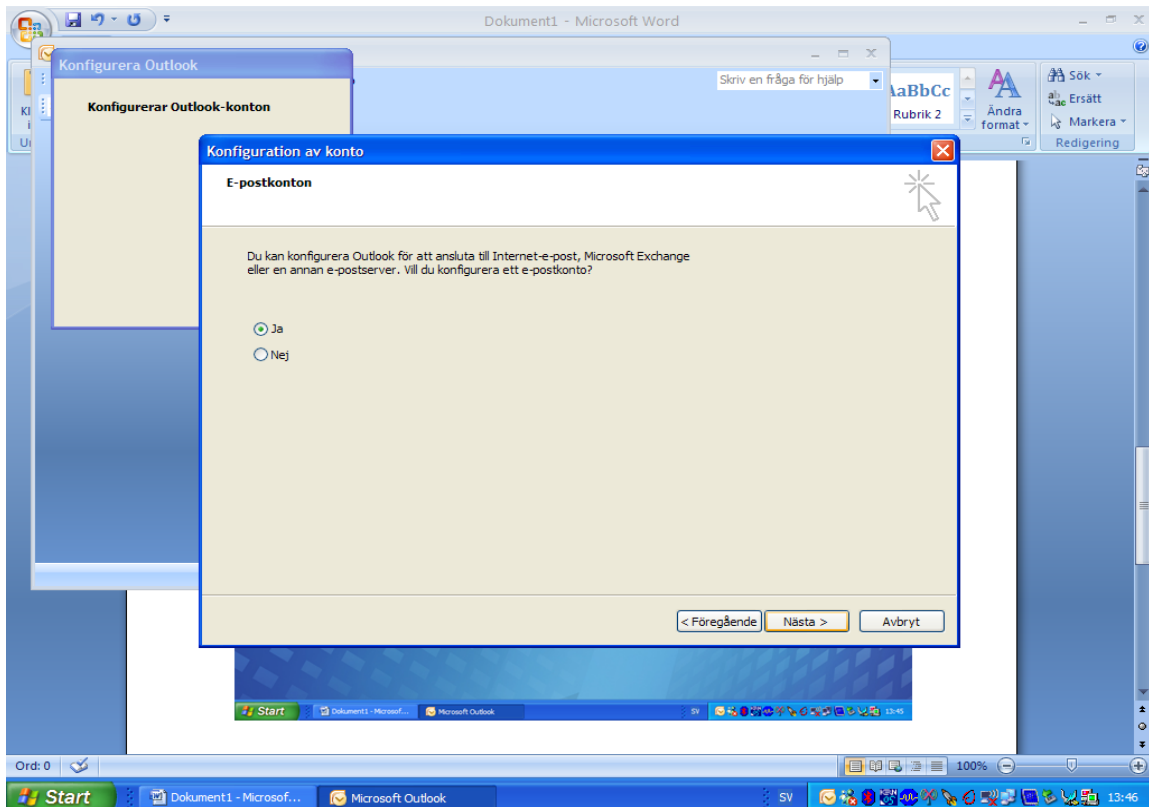 Dokument1 - Microsoft Word
Konfigurera Outlook
Skriv en fråga för hjälp
Konfigurerar Outlook-konton
AaBbCc
Rubrik 2
Ändra
format
Sök
Ersätt
Markera
Redigering
Konfiguration av konto
E-postkonton
Du kan konfigurera Outlook för att ansluta till Internet-e-post, Microsoft Exchange
eller en annan e-postserver. Vill du konfigurera ett e-postkonto?
Ja
Nej
< Föregående
Nästa >
Avbryt
Start
Dokument1 - Microsof...
Microsoft Outlook
SV
13:45
Ord: 0
100%
Start
Dokument1 - Microsof...
Microsoft Outlook
SV
13:46